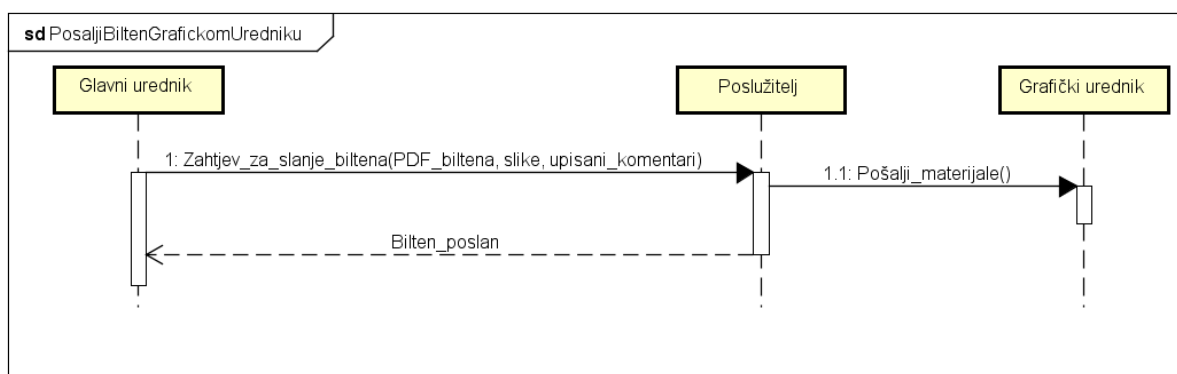 sd PosaljiBiltenGrafickomUredniku
Glavni urednik
Poslužitelj
Grafički urednik
1: Zahtjev_za_slanje_biltena(PDF_biltena, slike, upisani_komentari)
1.1: Pošalji_materijale()
Bilten_poslan